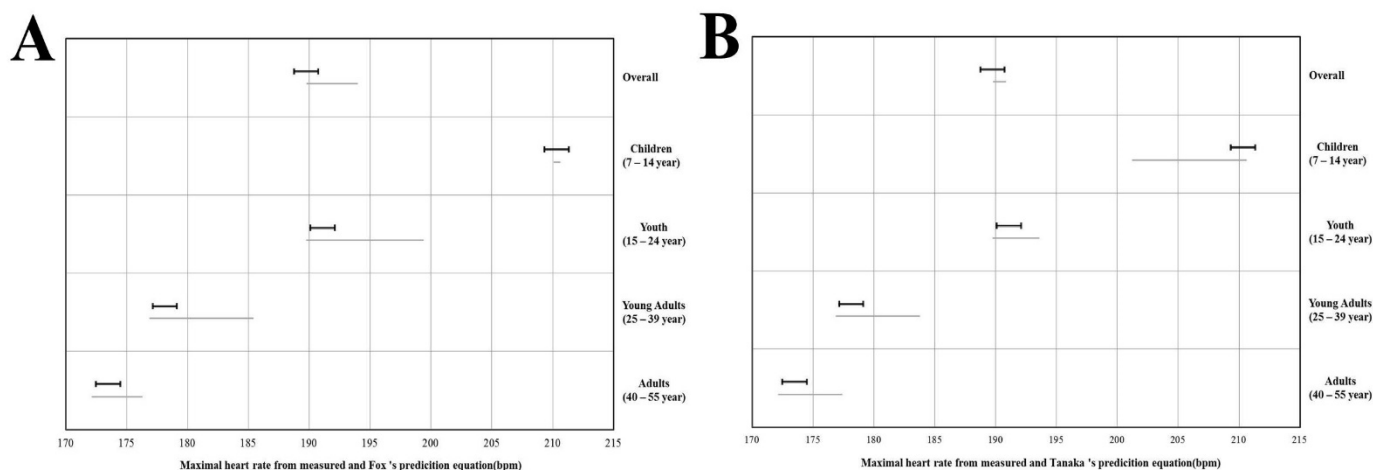 A
Overall
Children
(7 – 14 year)
Youth
(15 – 24 year)
Young Adults
(25 – 39 year)
Adults
(40 – 55 year)
170 175 180 185 190 195 200 205 210 215
Maximal heart rate from measured and Fox 's predicition equation(bpm)
B
Overall
Children
(7 – 14 year)
Youth
(15 – 24 year)
Young Adults
(25 – 39 year)
Adults
(40 – 55 year)
170 175 180 185 190 195 200 205 210 215
Maximal heart rate from measured and Tanaka 's predicition equation(bpm)